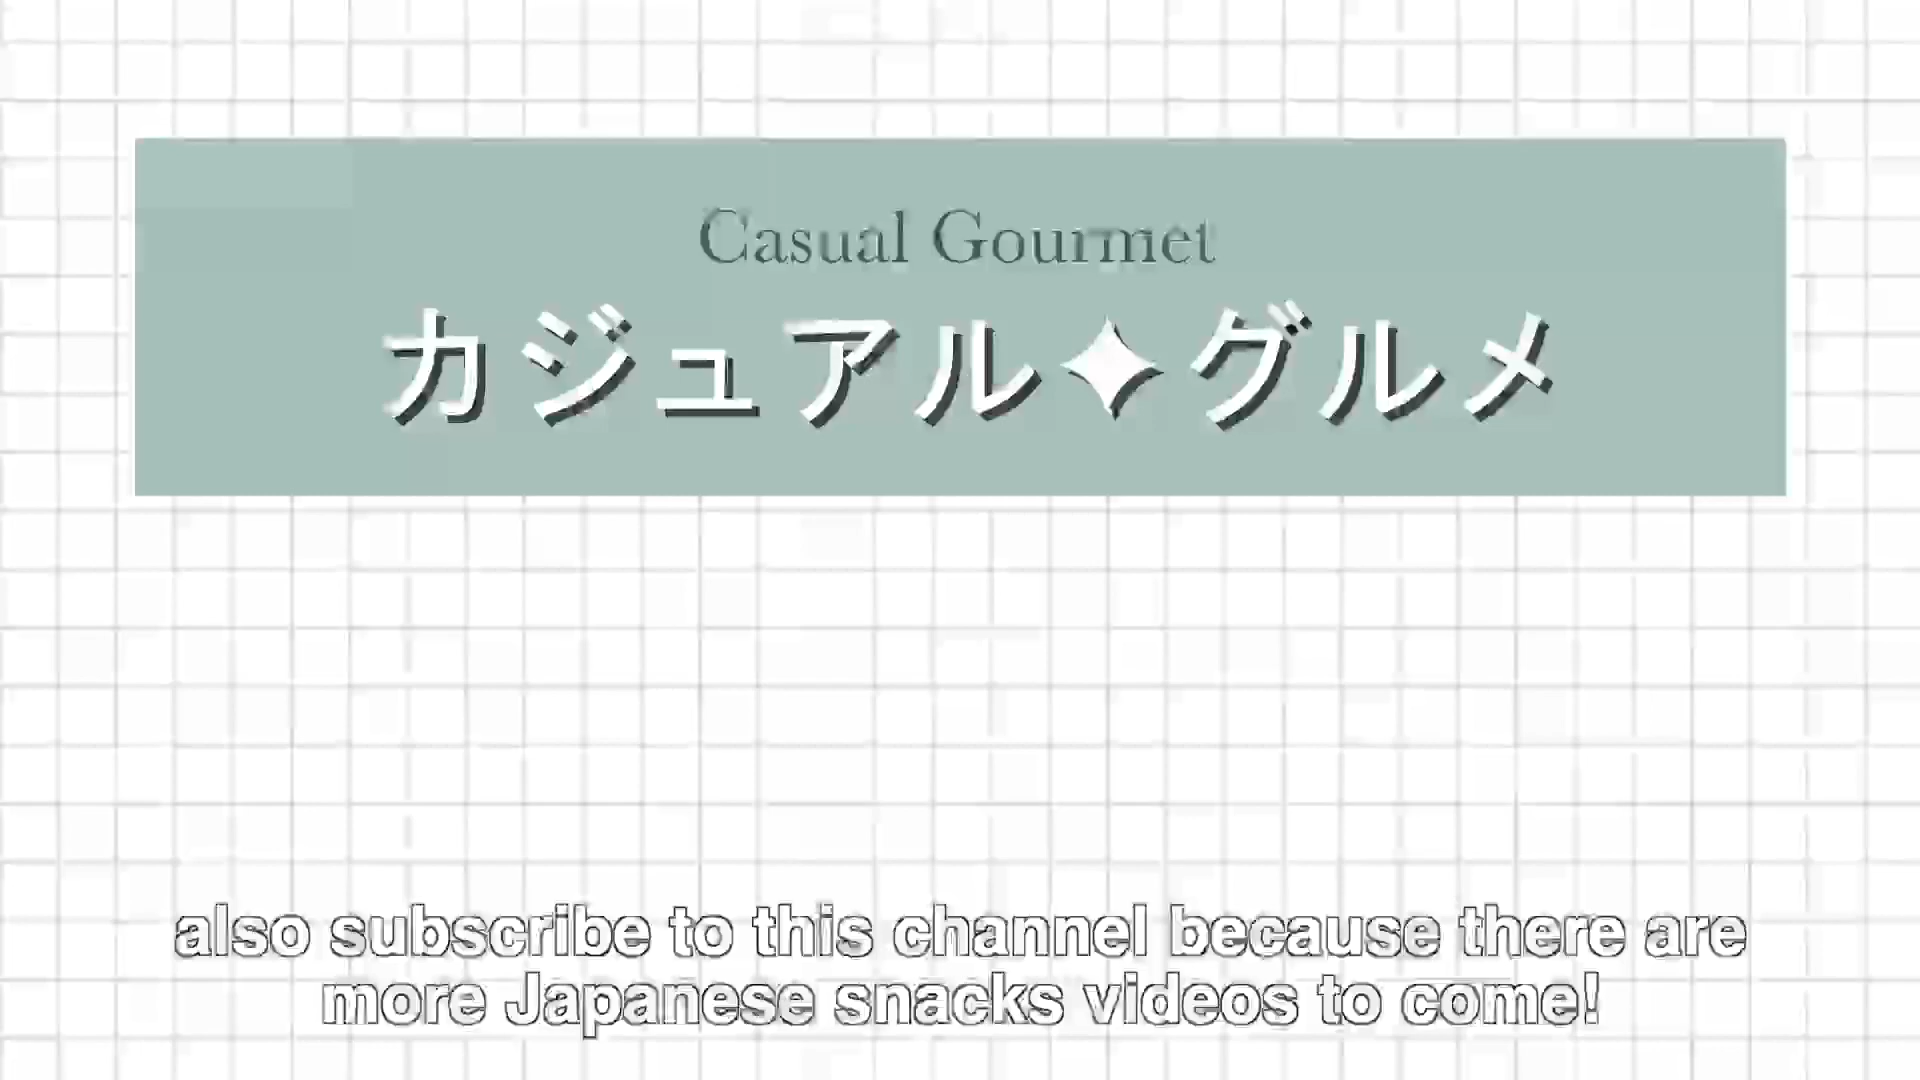 Casual Gourmet
カジュアル✦グルメ
also subscribe to this channel because there are
more Japanese snacks videos to come!